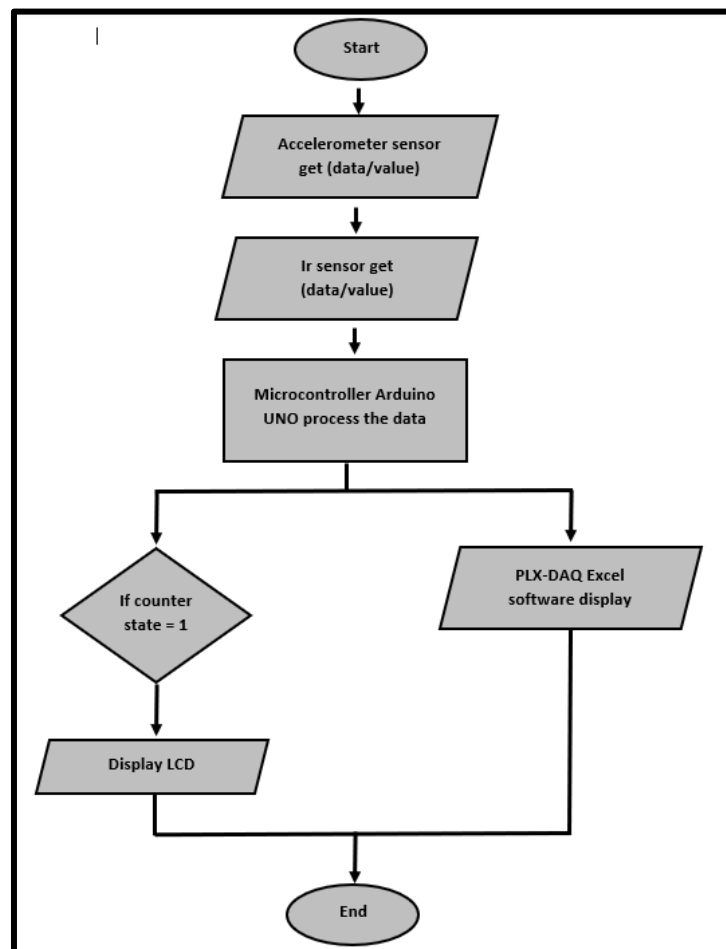 Start
Accelerometer sensor
get (data/value)
Ir sensor get
(data/value)
Microcontroller Arduino
UNO process the data
If counter
state = 1
PLX-DAQ Excel
software display
Display LCD
End